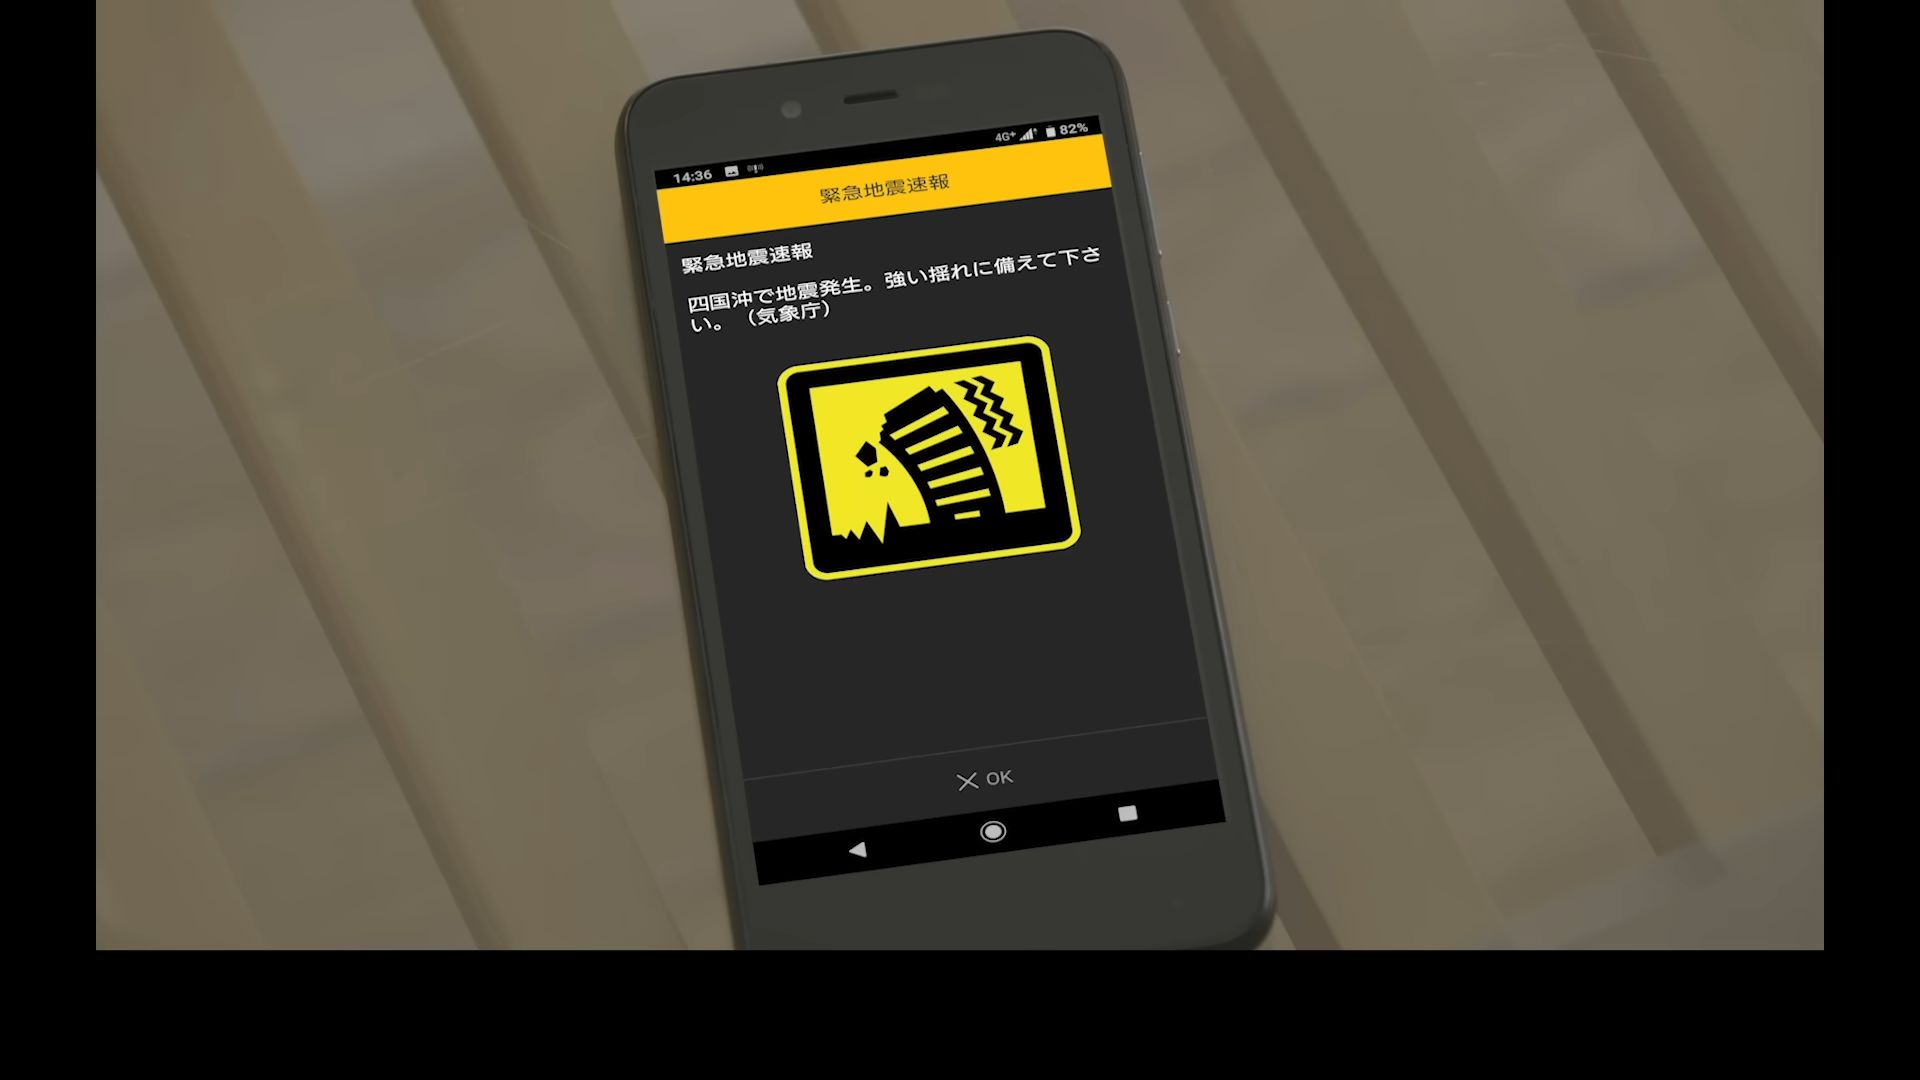 14:36 4G+ 82%
緊急地震速報
緊急地震速報
四国沖で地震発生。強い揺れに備えて下さ
い。（気象庁）
OK